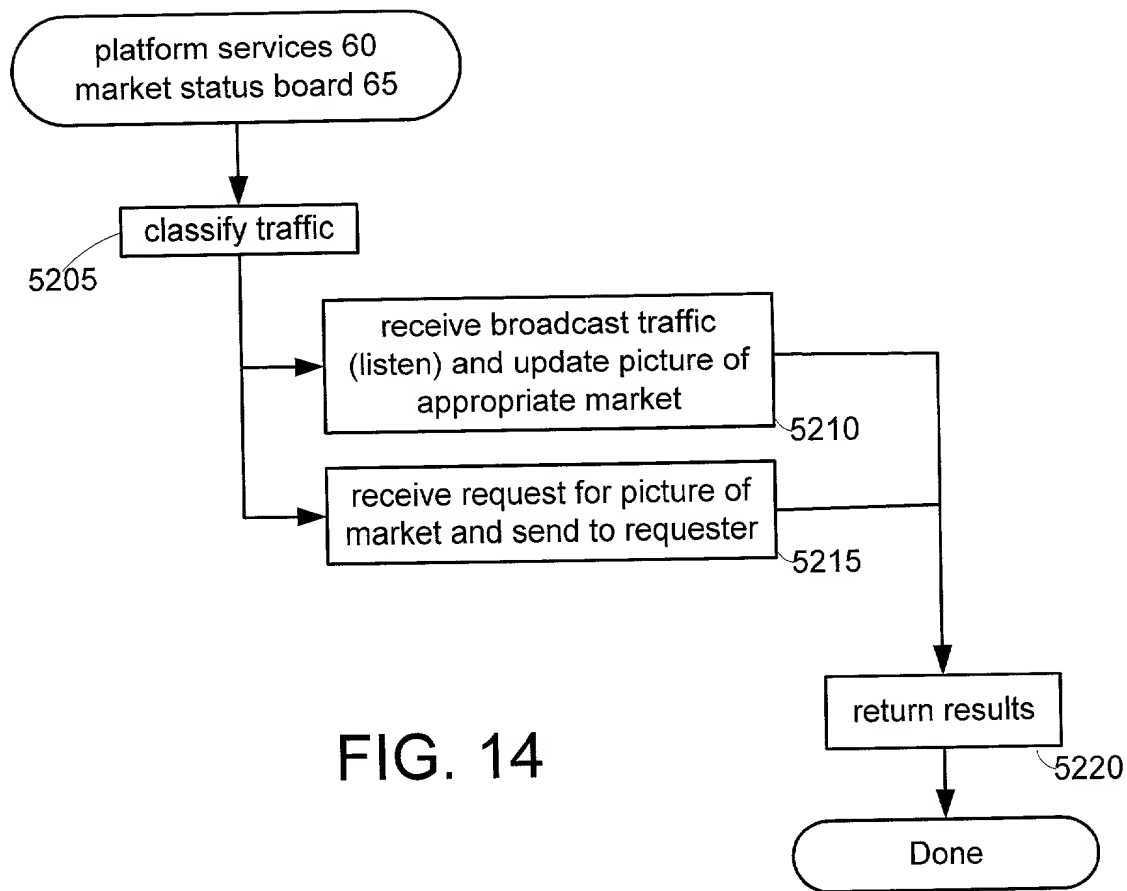 platform services 60
market status board 65
classify traffic
5205
receive broadcast traffic
(listen) and update picture of
appropriate market
5210
receive request for picture of
market and send to requester
5215
return results
5220
Done
FIG. 14